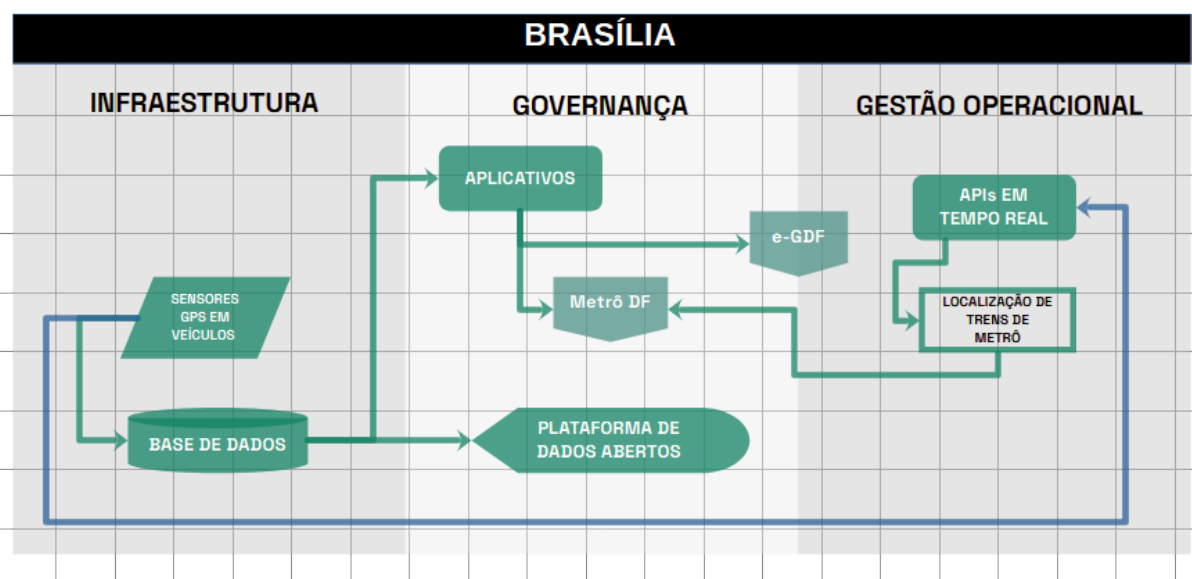 BRASÍLIA
INFRAESTRUTURA
GOVERNANÇA
GESTÃO OPERACIONAL
APLICATIVOS
APIs EM
TEMPO REAL
e-GDF
SENSORES
GPS EM
VEÍCULOS
Metrô DF
LOCALIZAÇÃO DE
TRENS DE
METRÔ
BASE DE DADOS
PLATAFORMA DE
DADOS ABERTOS